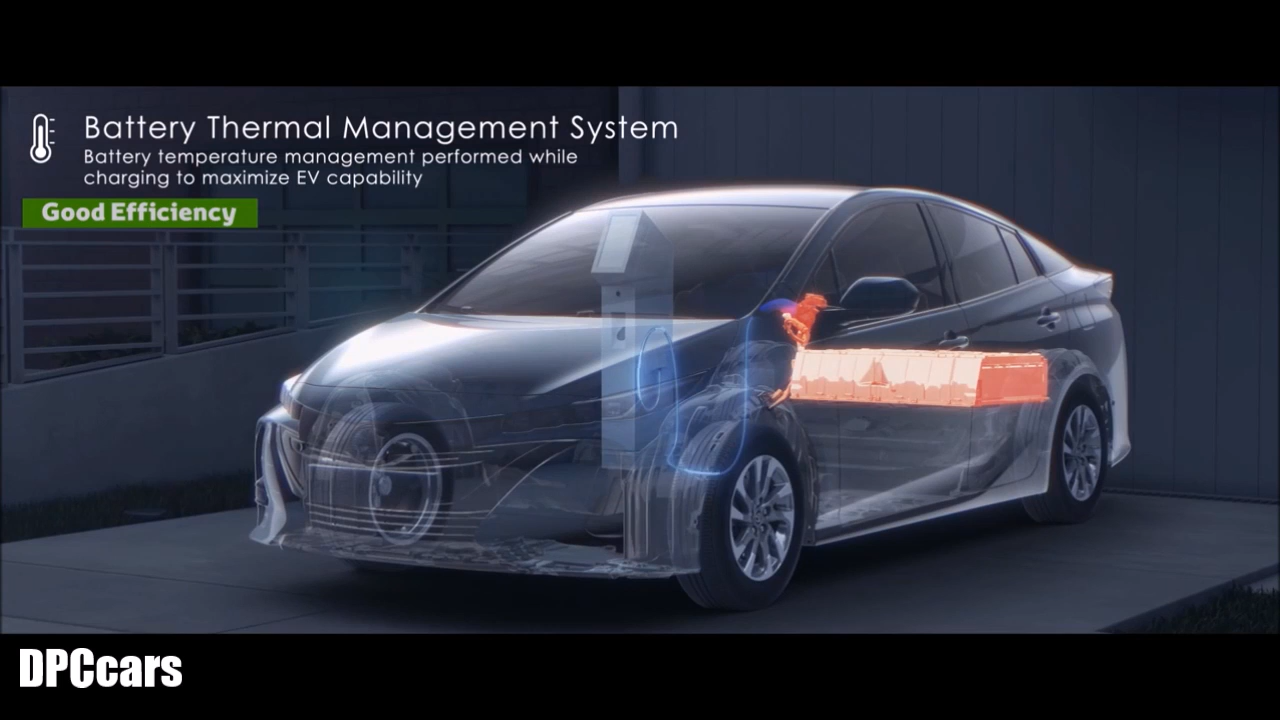 Battery Thermal Management System
Battery temperature management performed while
charging to maximize EV capability
Good Efficiency
DPCcars